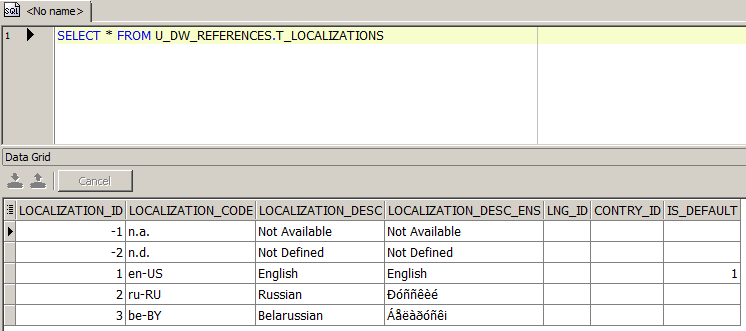 SQL <No name>
1 SELECT * FROM U_DW_REFERENCES.T_LOCALIZATIONS
Data Grid
Cancel
LOCALIZATION_ID LOCALIZATION_CODE LOCALIZATION_DESC LOCALIZATION_DESC_ENS LNG_ID CONTRY_ID IS_DEFAULT
-1 n.a. Not Available Not Available
-2 n.d. Not Defined Not Defined
1 en-US English English 1
2 ru-RU Russian Ðóññêèé
3 be-BY Belarussian Áåëàðóñêi